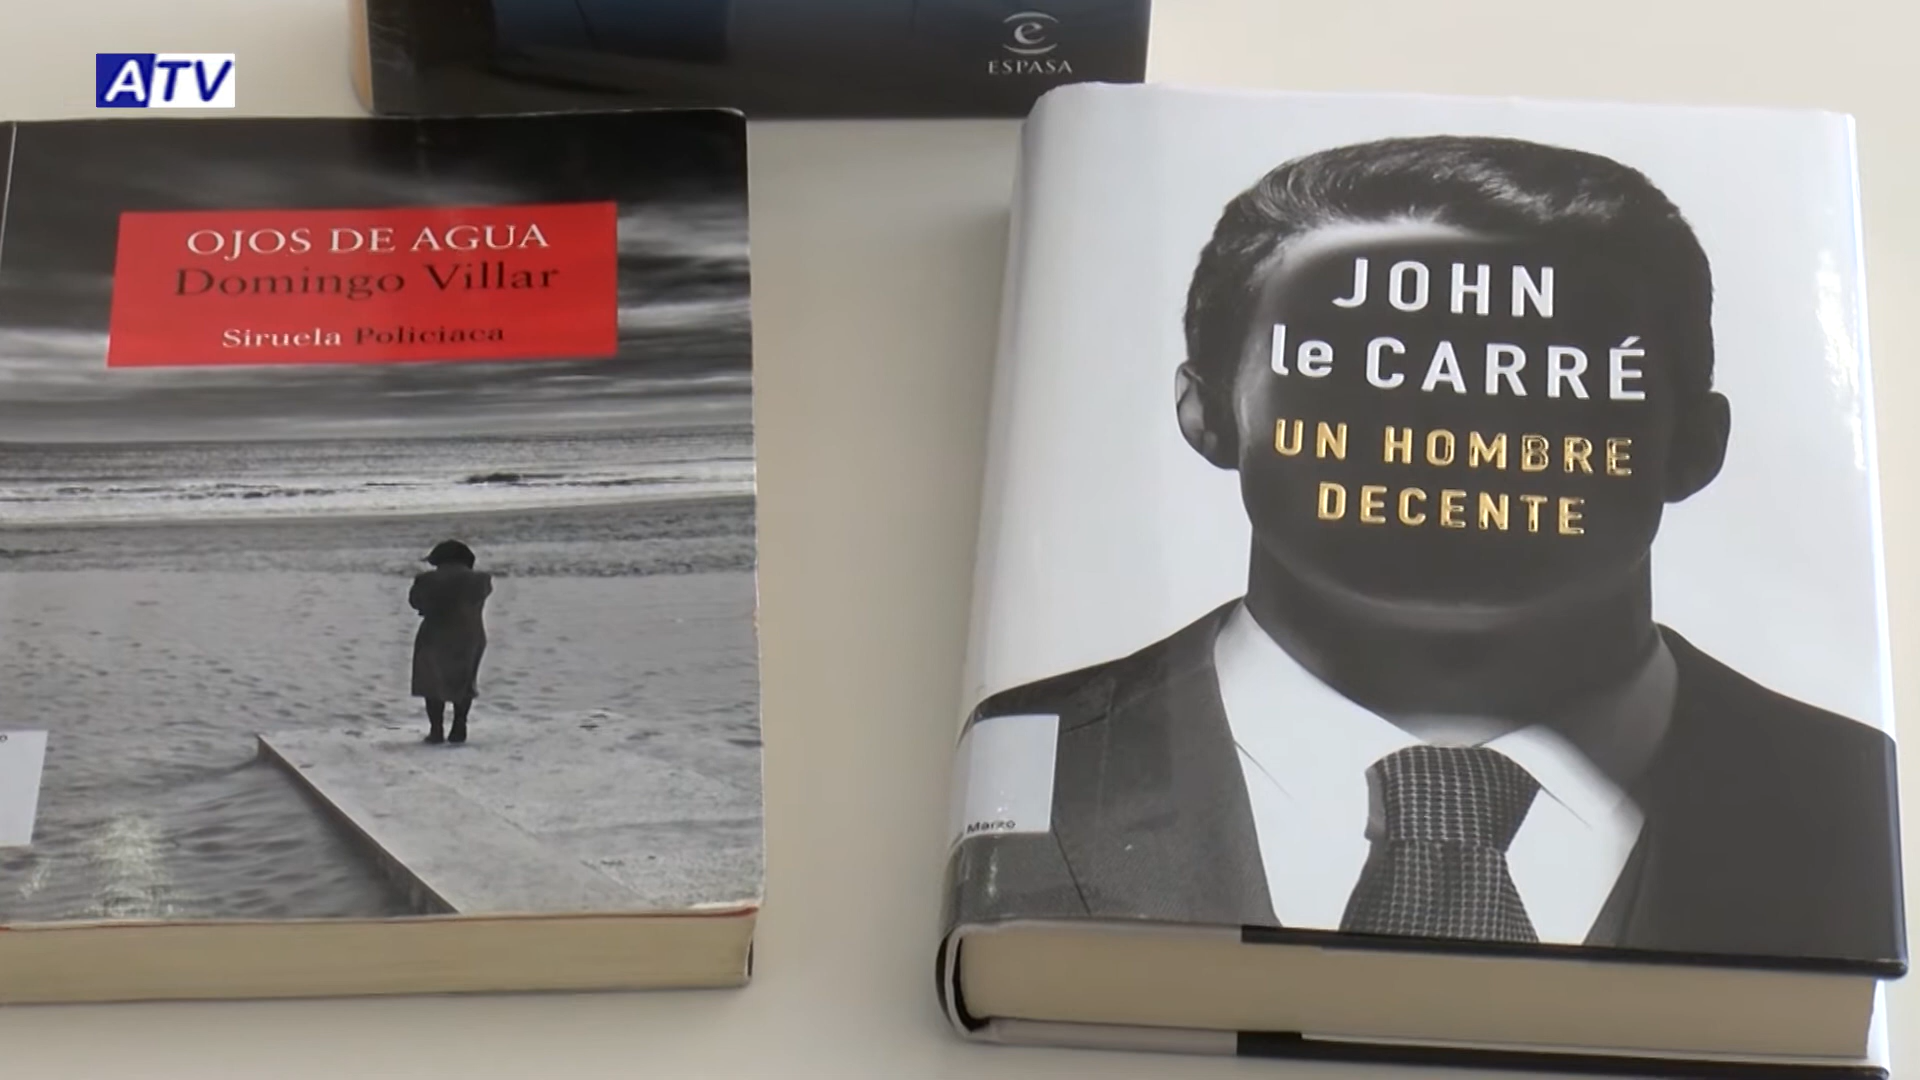 ATV
e
ESPASA
OJOS DE AGUA
Domingo Villar
Siruela Policiaca
JOHN
le CARRÉ
UN HOMBRE
DECENTE
Marzo